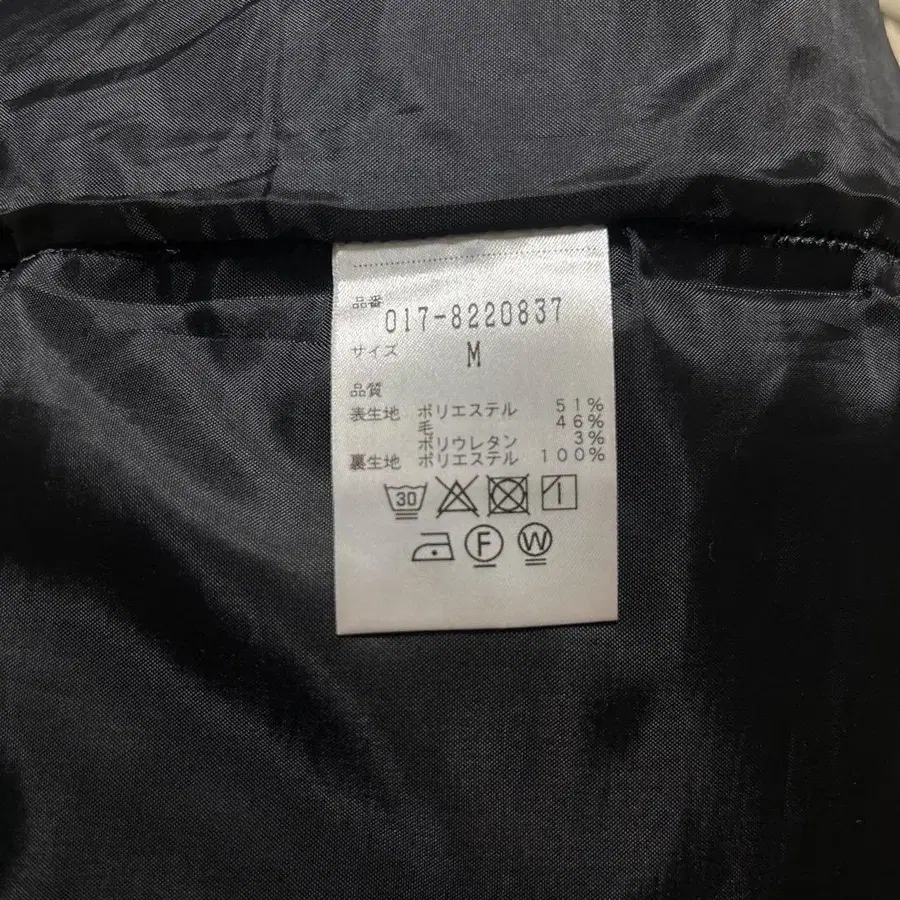 品番
017-8220837
サイズ M
品質
表生地 ポリエステル 51%
毛 46%
ポリウレタン 3%
裏生地 ポリエステル 100%
30
F W